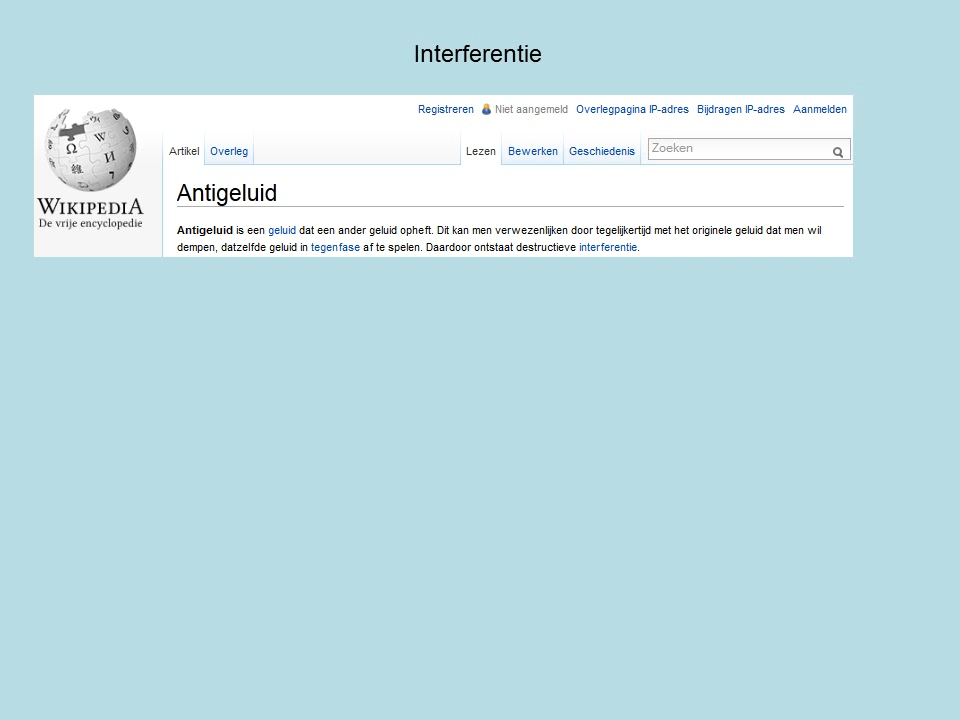 Interferentie
Registreren Niet aangemeld Overlegpagina IP-adres Bijdragen IP-adres Aanmelden
Artikel Overleg Lezen Bewerken Geschiedenis Zoeken
WIKIPEDIA
De vrije encyclopedie
Antigeluid
Antigeluid is een geluid dat een ander geluid opheft. Dit kan men verwezenlijken door tegelijkertijd met het originele geluid dat men wil
dempen, datzelfde geluid in tegenfase af te spelen. Daardoor ontstaat destructieve interferentie.